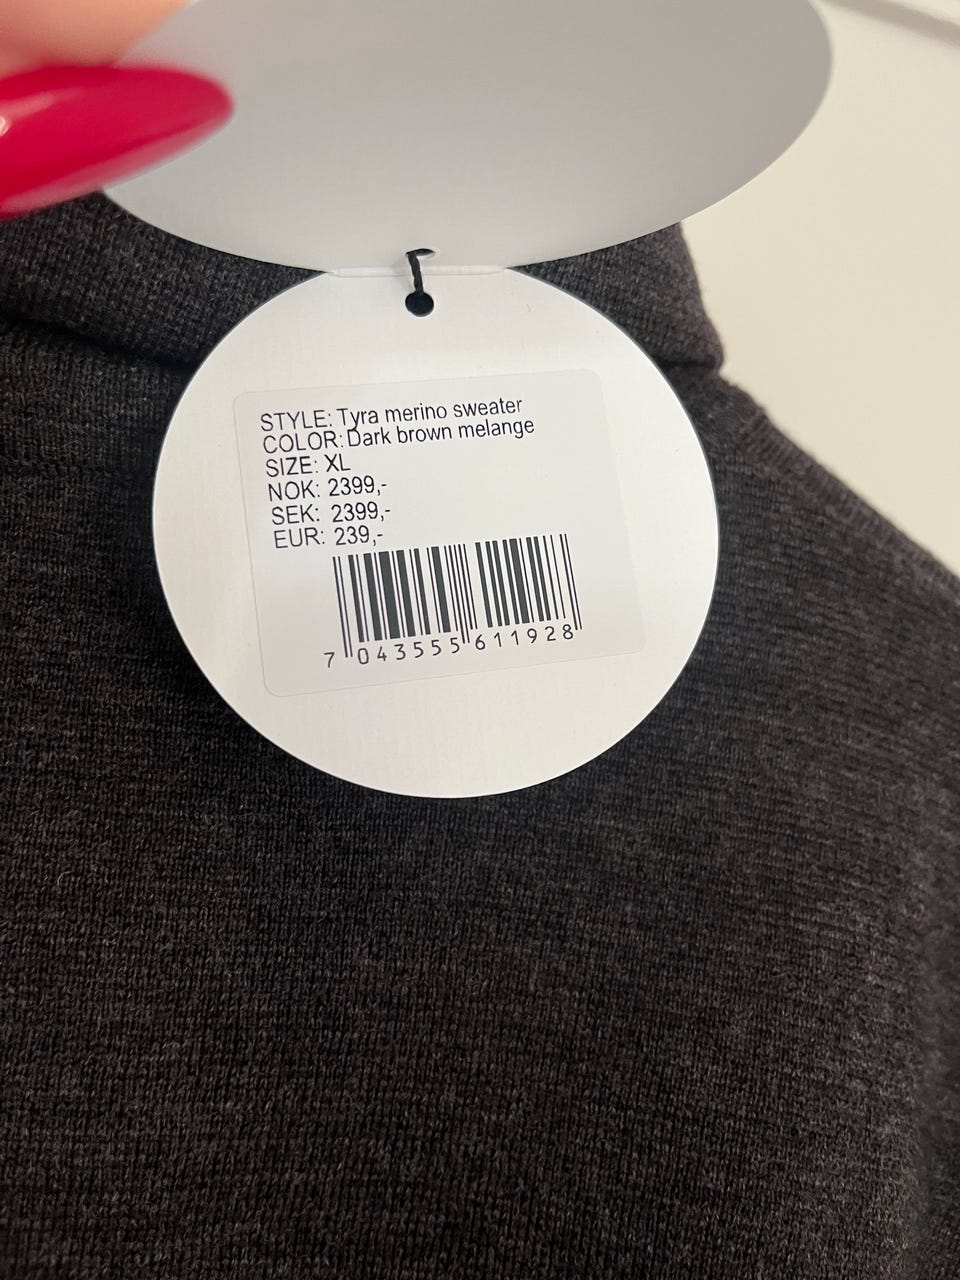 STYLE: Tyra merino sweater
COLOR: Dark brown melange
SIZE: XL
NOK: 2399,-
SEK: 2399,-
EUR: 239,-
7 043555 611928